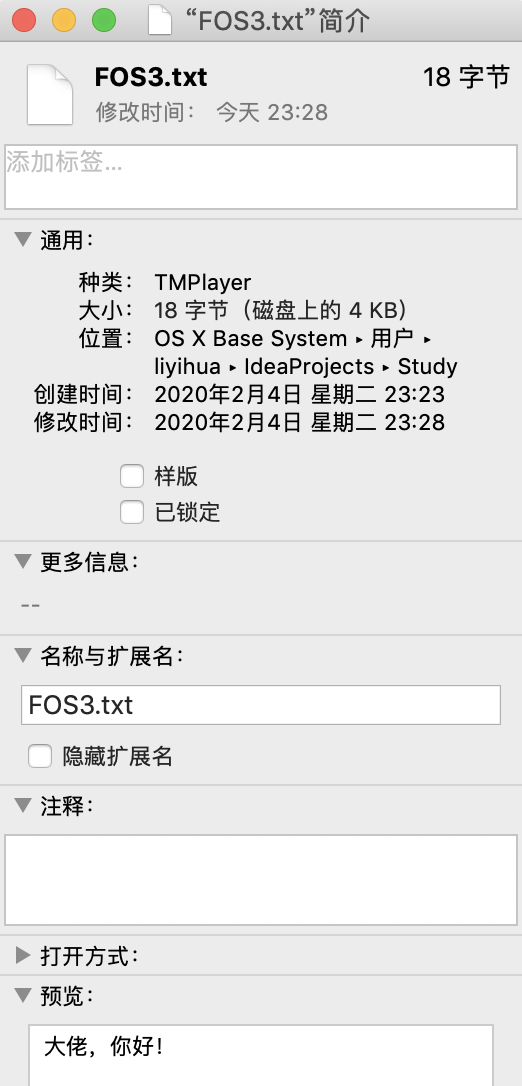 “FOS3.txt”简介
FOS3.txt 18 字节
修改时间： 今天 23:28
添加标签...
通用：
种类： TMPlayer
大小： 18 字节（磁盘上的 4 KB）
位置： OS X Base System ▸ 用户 ▸
liyihua ▸ IdeaProjects ▸ Study
创建时间： 2020年2月4日 星期二 23:23
修改时间： 2020年2月4日 星期二 23:28
样版
已锁定
更多信息：
--
名称与扩展名：
FOS3.txt
隐藏扩展名
注释：
打开方式：
预览：
大佬，你好！